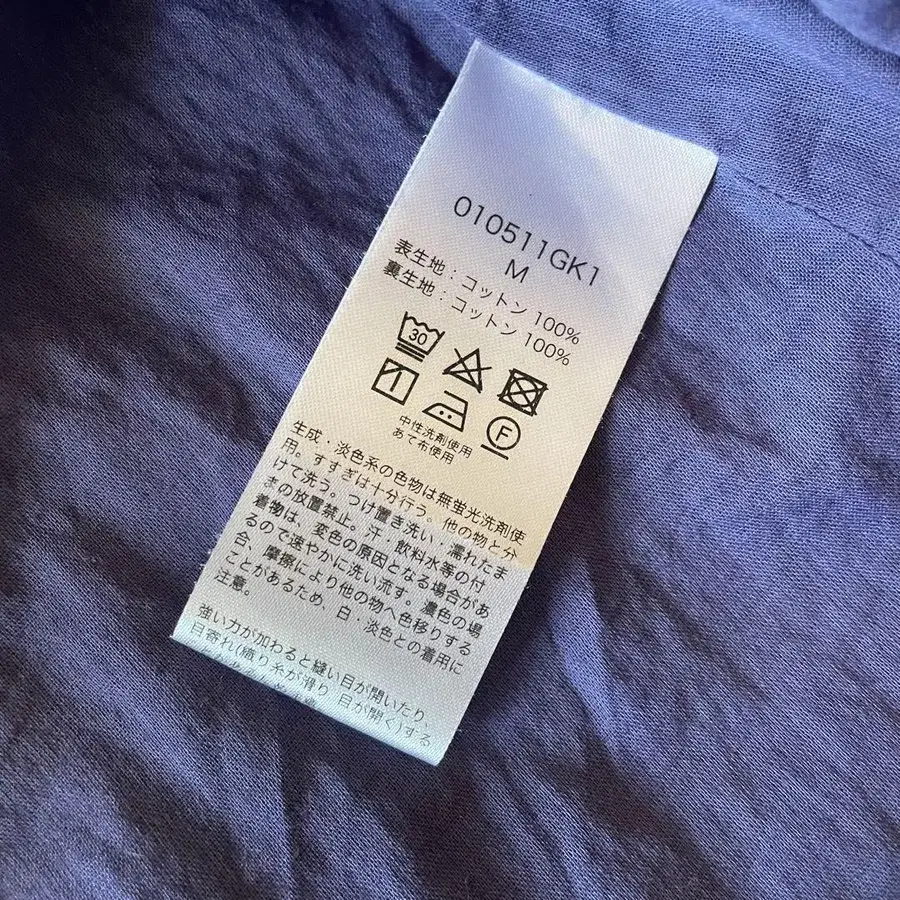 010511GK1
M
表生地：コットン 100%
裏生地：コットン 100%
30
F
中性洗剤使用
あて布使用
生成・淡色系の色物は無蛍光洗剤使
用。すすぎは十分行う。他の物と分
けて洗う。つけ置き洗い・濡れたま
まの放置禁止。汗・飲料水等の付
着物は、変色の原因となる場合があ
るので速やかに洗い流す。濃色の場
合、摩擦により他の物へ色移りする
ことがあるため、白・淡色との着用に
注意。
強い力が加わると縫い目が開いたり、
目寄れ(織り糸が滑り 目が開く)する